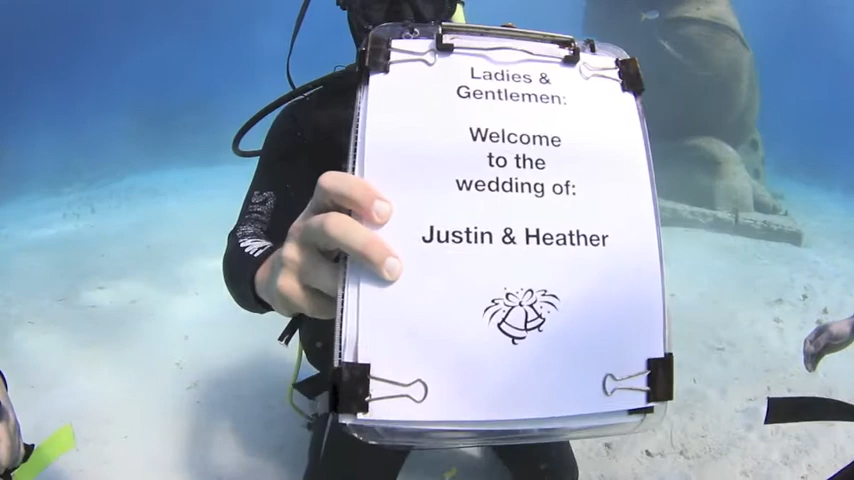 Ladies &
Gentlemen:
Welcome
to the
wedding of:
Justin & Heather